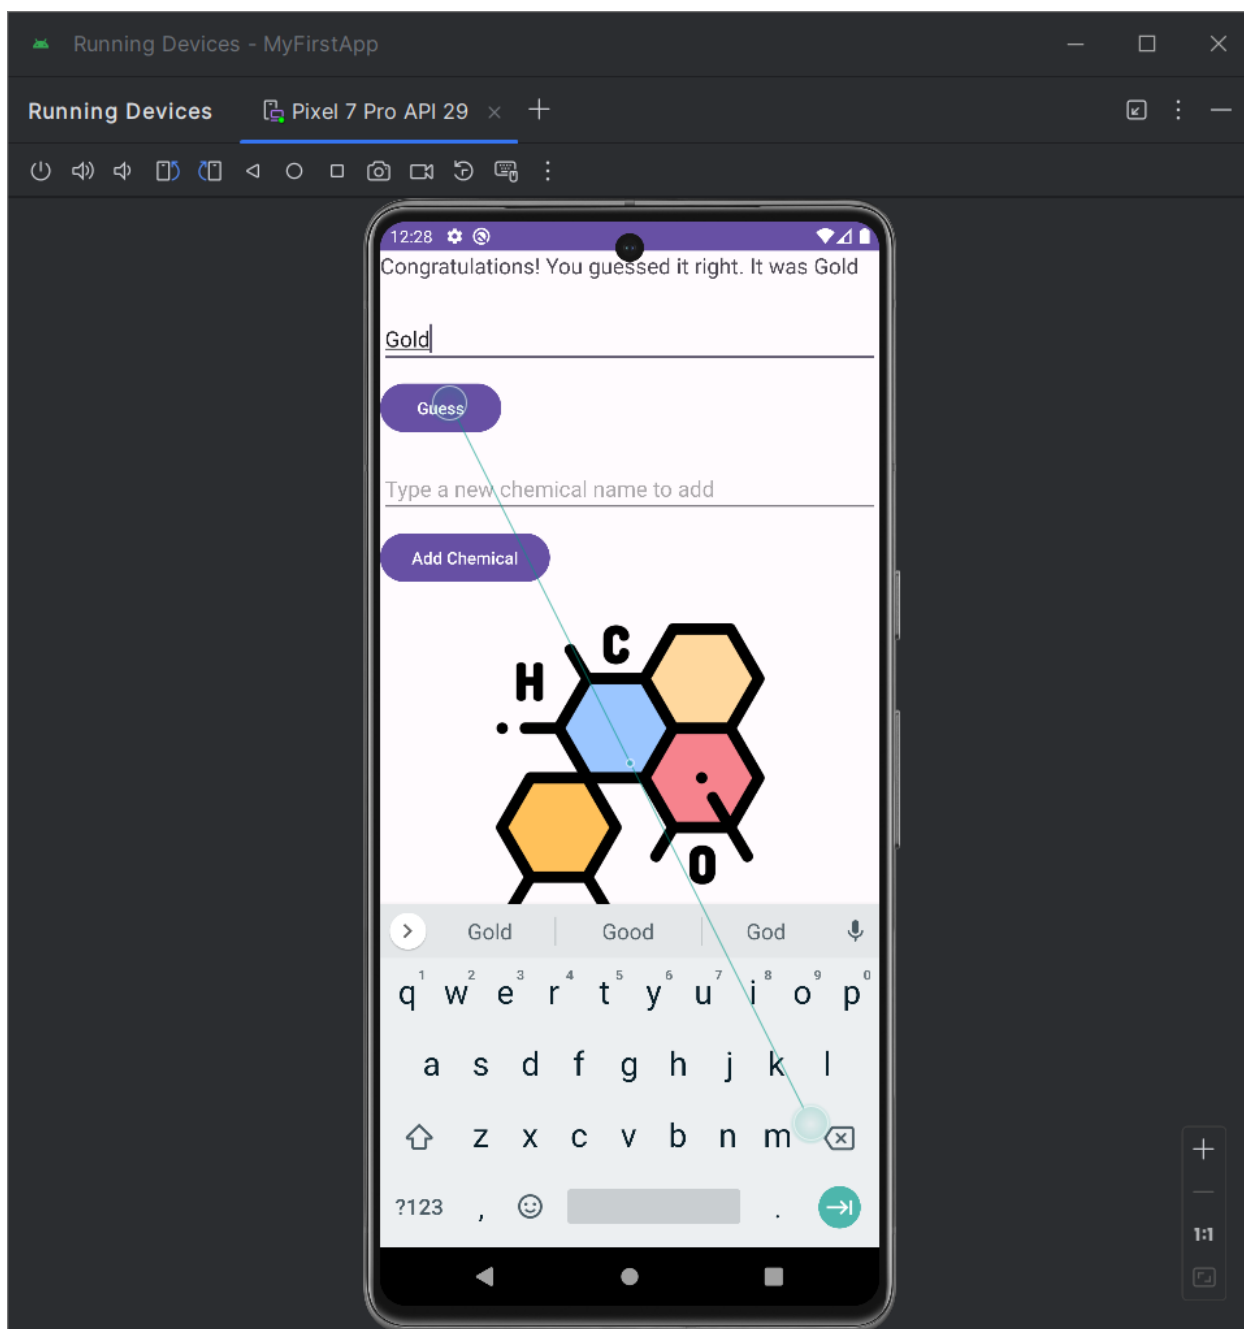 Running Devices - MyFirstApp
Running Devices Pixel 7 Pro API 29
12:28
Congratulations! You guessed it right. It was Gold
Gold
Guess
Type a new chemical name to add
Add Chemical
C
H
O
Gold Good God
1 2 3 4 5 6 7 8 9 0
q w e r t y u i o p
a s d f g h j k l
z x c v b n m
?123 , .
1:1